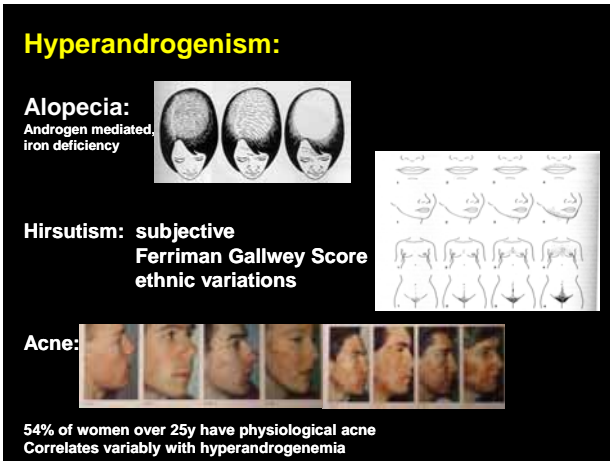 Hyperandrogenism:
Alopecia:
Androgen mediated,
iron deficiency
Hirsutism: subjective
Ferriman Gallwey Score
ethnic variations
Acne:
54% of women over 25y have physiological acne
Correlates variably with hyperandrogenemia